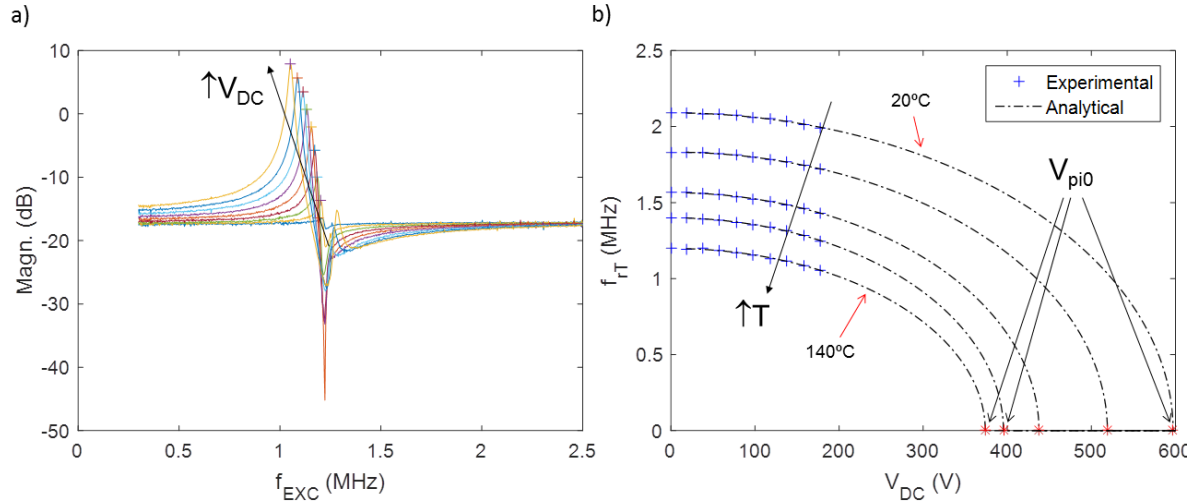 a)
10
0
-10
-20
-30
-40
-50
Magn. (dB)
↑V_DC
0
0.5
1
1.5
2
2.5
f_EXC (MHz)
b)
2.5
2
1.5
1
0.5
0
f_rT (MHz)
Experimental
Analytical
20ºC
V_pi0
↑T
140ºC
0
100
200
300
400
500
600
V_DC (V)